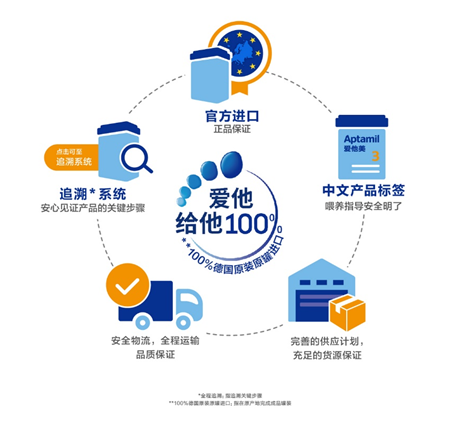 官方进口
正品保证
点击可至
追溯系统
追溯*系统
安心见证产品的关键步骤
Aptamil
爱他美
3
中文产品标签
喂养指导安全明了
爱他
给他100%
**100%德国原装原罐进口
安全物流，全程运输
品质保证
完善的供应计划，
充足的货源保证
*全程追溯：指追溯关键步骤
**100%德国原装原罐进口：指在原产地完成成品罐装